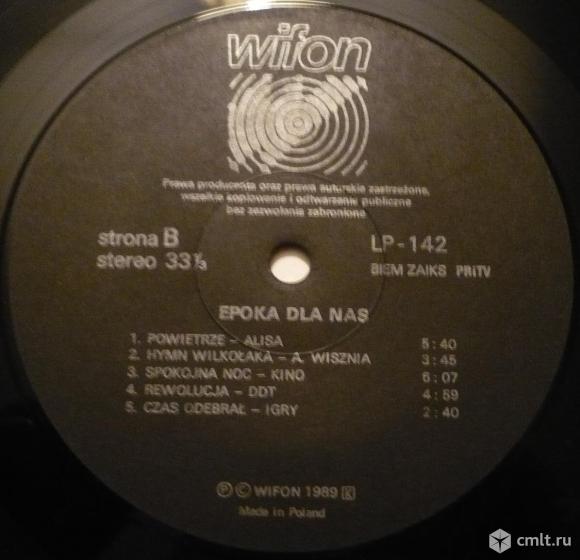 wifon
Prawa producenta oraz prawa autorskie zastrzeżone,
wszelkie kopiowanie i odtwarzanie publiczne
bez zezwolenia zabronione
strona B
stereo 33⅓
LP-142
BIEM ZAIKS PRiTV
EPOKA DLA NAS
1. POWIETRZE – ALISA 5:40
2. HYMN WILKOŁAKA – A. WISZNIA 3:45
3. SPOKOJNA NOC – KINO 6:07
4. REWOLUCJA – DDT 4:59
5. CZAS ODEBRAŁ – IGRY 2:40
Ⓟ © WIFON 1989 K
Made in Poland
cmlt.ru